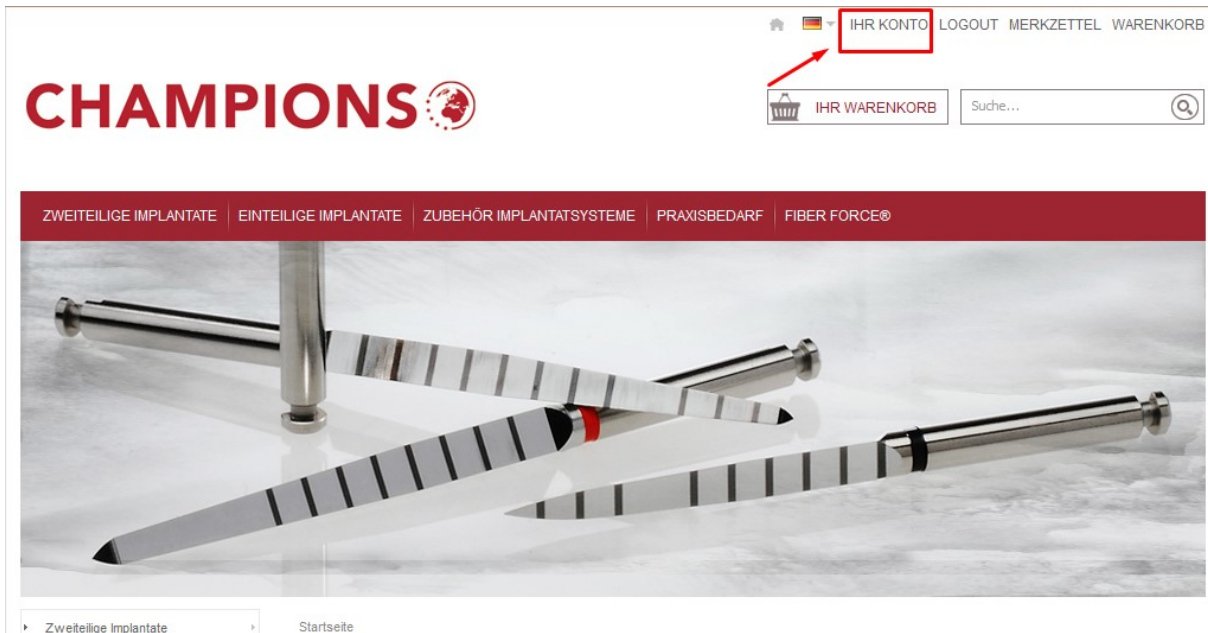 IHR KONTO LOGOUT MERKZETTEL WARENKORB
CHAMPIONS
IHR WARENKORB Suche...
ZWEITEILIGE IMPLANTATE EINTEILIGE IMPLANTATE ZUBEHÖR IMPLANTATSYSTEME PRAXISBEDARF FIBER FORCE®
Zweiteilige Implantate Startseite